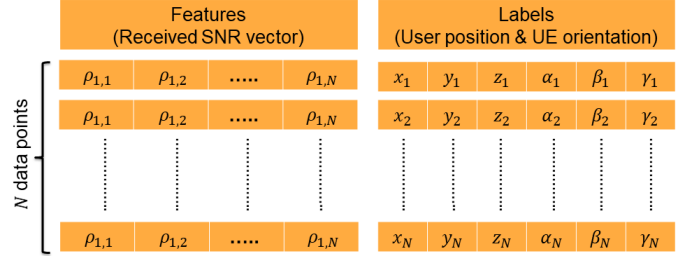 Features
(Received SNR vector)
Labels
(User position & UE orientation)
N data points
ρ1,1 ρ1,2 ..... ρ1,N x1 y1 z1 α1 β1 γ1
ρ1,1 ρ1,2 ..... ρ1,N x2 y2 z2 α2 β2 γ2
ρ1,1 ρ1,2 ..... ρ1,N xN yN zN αN βN γN